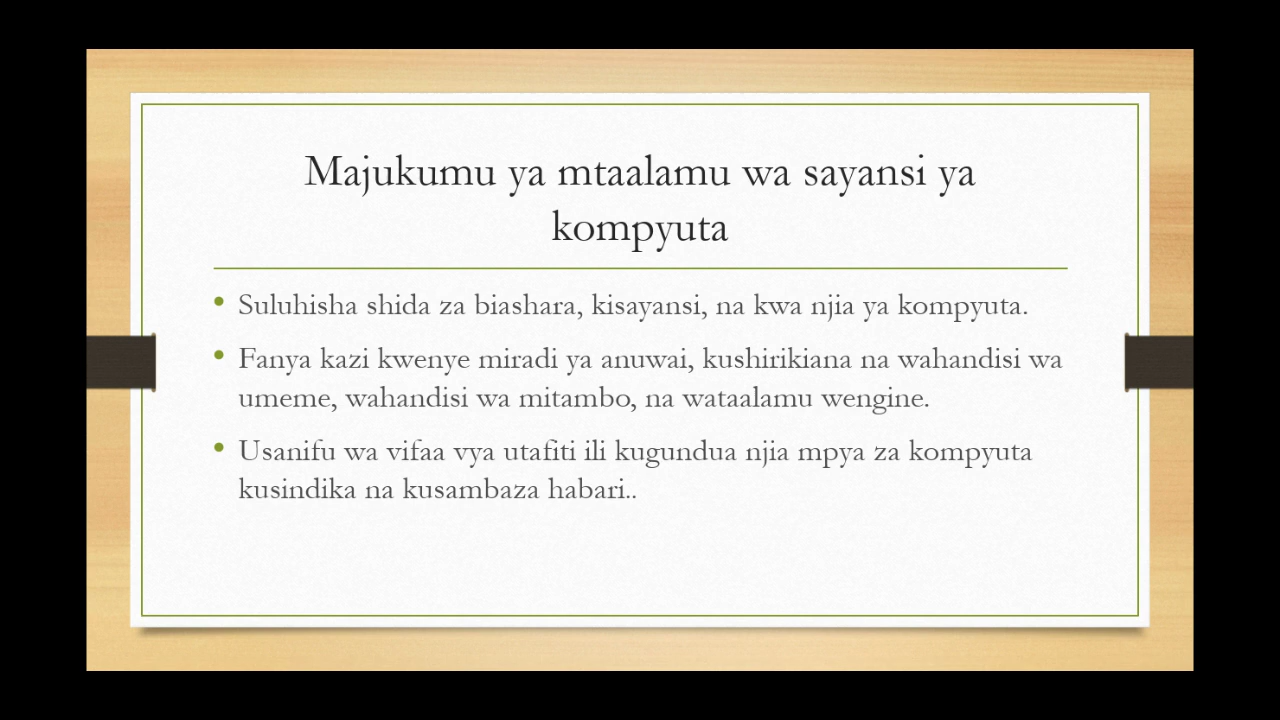 Majukumu ya mtaalamu wa sayansi ya
kompyuta
• Suluhisha shida za biashara, kisayansi, na kwa njia ya kompyuta.
• Fanya kazi kwenye miradi ya anuwai, kushirikiana na wahandisi wa
umeme, wahandisi wa mitambo, na wataalamu wengine.
• Usanifu wa vifaa vya utafiti ili kugundua njia mpya za kompyuta
kusindika na kusambaza habari..